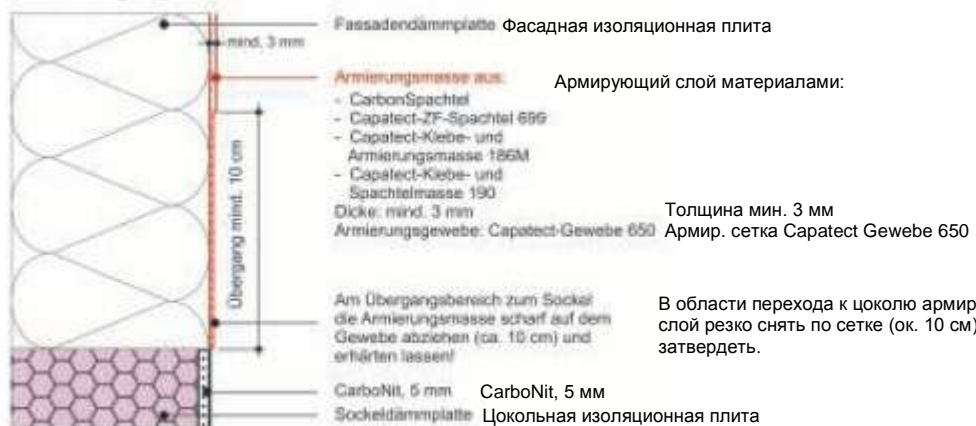 Fassadendämmplatte Фасадная изоляционная плита
mind. 3 mm
Armierungsmasse aus: Армирующий слой материалами:
- CarbonSpachtel
- Capatect-ZF-Spachtel 699
- Capatect-Klebe- und
Armierungsmasse 186M
- Capatect-Klebe- und
Spachtelmasse 190
Dicke: mind. 3 mm Толщина мин. 3 мм
Armierungsgewebe: Capatect-Gewebe 650 Армир. сетка Capatect Gewebe 650
Übergang mind. 10 cm
Am Übergangsbereich zum Sockel В области перехода к цоколю армир
die Armierungsmasse scharf auf dem слой резко снять по сетке (ок. 10 см)
Gewebe abziehen (ca. 10 cm) und затвердеть.
erhärten lassen!
CarboNit, 5 mm CarboNit, 5 мм
Sockeldämmplatte Цокольная изоляционная плита